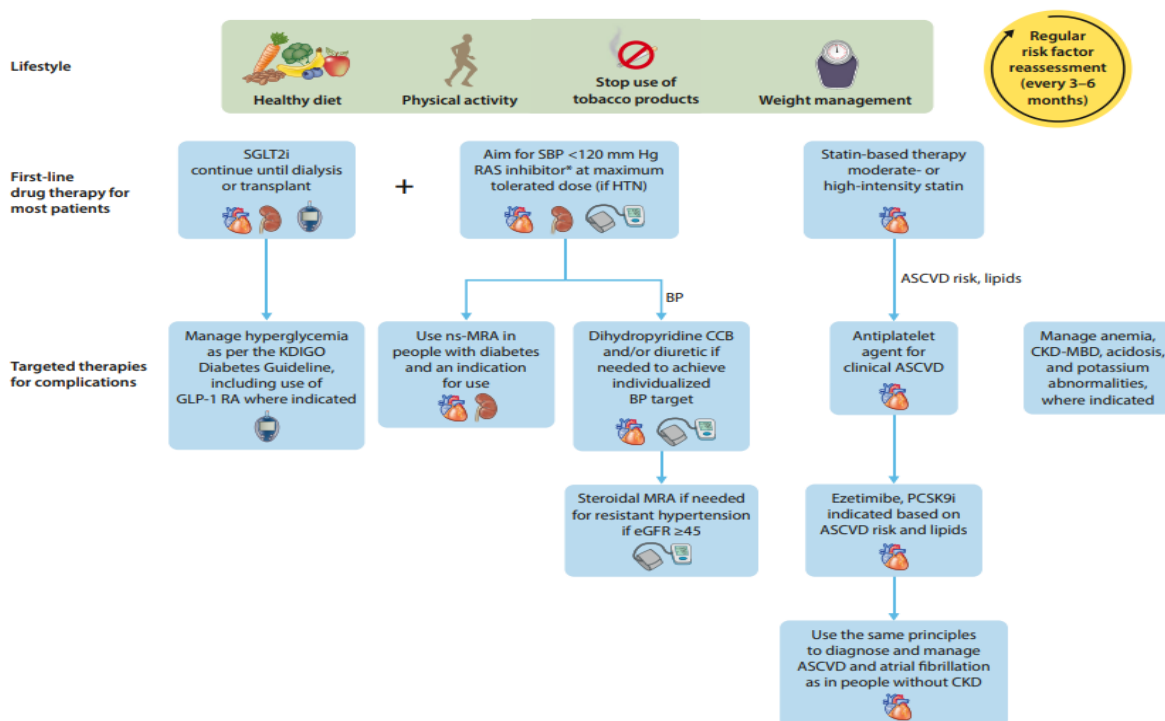 Lifestyle
Healthy diet
Physical activity
Stop use of
tobacco products
Weight management
Regular
risk factor
reassessment
(every 3–6
months)
First-line
drug therapy for
most patients
SGLT2i
continue until dialysis
or transplant
+
Aim for SBP <120 mm Hg
RAS inhibitor* at maximum
tolerated dose (if HTN)
Statin-based therapy
moderate- or
high-intensity statin
ASCVD risk, lipids
BP
Targeted therapies
for complications
Manage hyperglycemia
as per the KDIGO
Diabetes Guideline,
including use of
GLP-1 RA where indicated
Use ns-MRA in
people with diabetes
and an indication
for use
Dihydropyridine CCB
and/or diuretic if
needed to achieve
individualized
BP target
Antiplatelet
agent for
clinical ASCVD
Manage anemia,
CKD-MBD, acidosis,
and potassium
abnormalities,
where indicated
Steroidal MRA if needed
for resistant hypertension
if eGFR ≥45
Ezetimibe, PCSK9i
indicated based on
ASCVD risk and lipids
Use the same principles
to diagnose and manage
ASCVD and atrial fibrillation
as in people without CKD